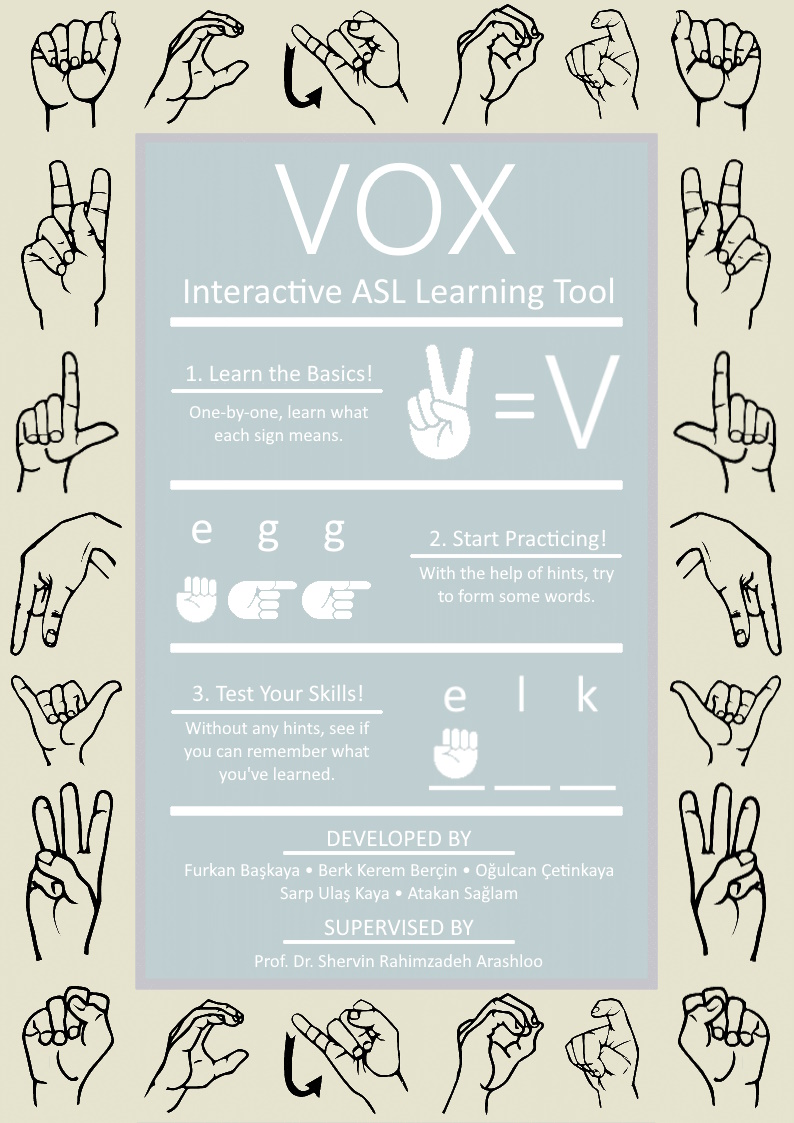 VOX
Interactive ASL Learning Tool
1. Learn the Basics!
One-by-one, learn what
each sign means.
= V
e g g
2. Start Practicing!
With the help of hints, try
to form some words.
3. Test Your Skills!
Without any hints, see if
you can remember what
you've learned.
e l k
DEVELOPED BY
Furkan Başkaya • Berk Kerem Berçin • Oğulcan Çetinkaya
Sarp Ulaş Kaya • Atakan Sağlam
SUPERVISED BY
Prof. Dr. Shervin Rahimzadeh Arashloo